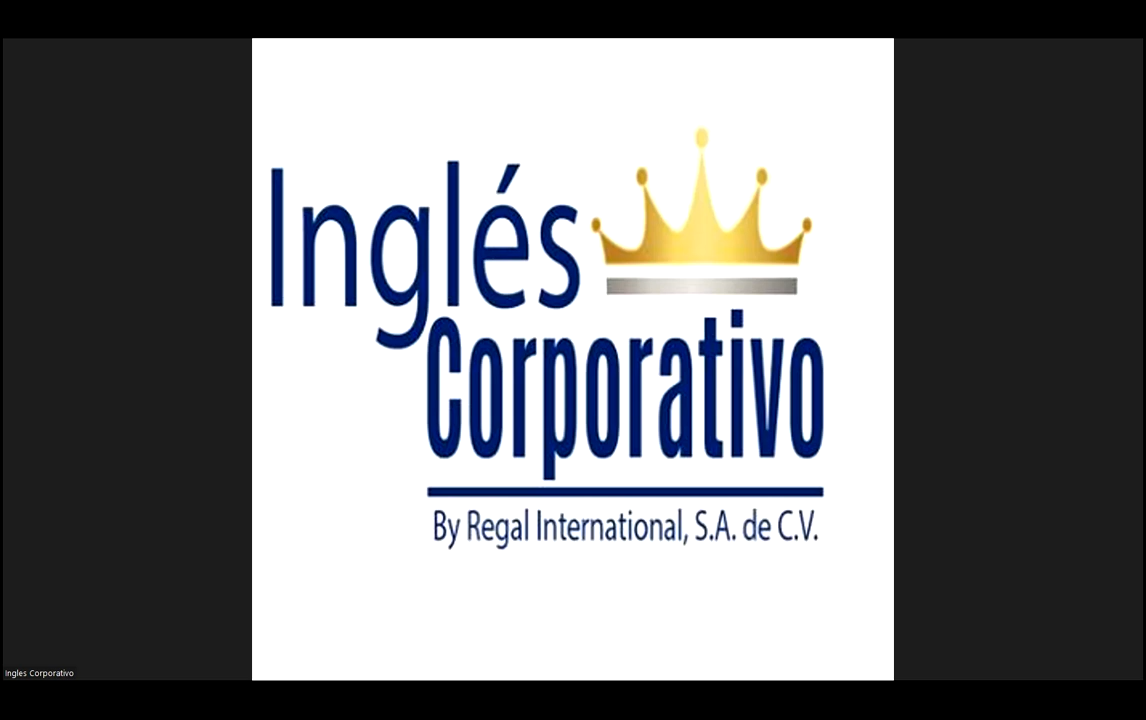 Inglés
Corporativo
By Regal International, S.A. de C.V.
Ingles Corporativo